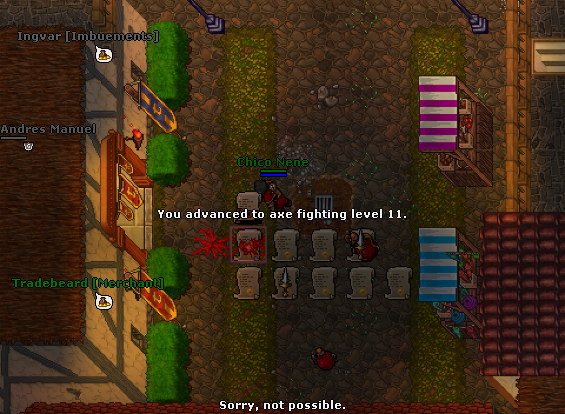 Ingvar [Imbuements]
Andres Manuel
Chico Nene
You advanced to axe fighting level 11.
Tradebeard [Merchant]
Sorry, not possible.